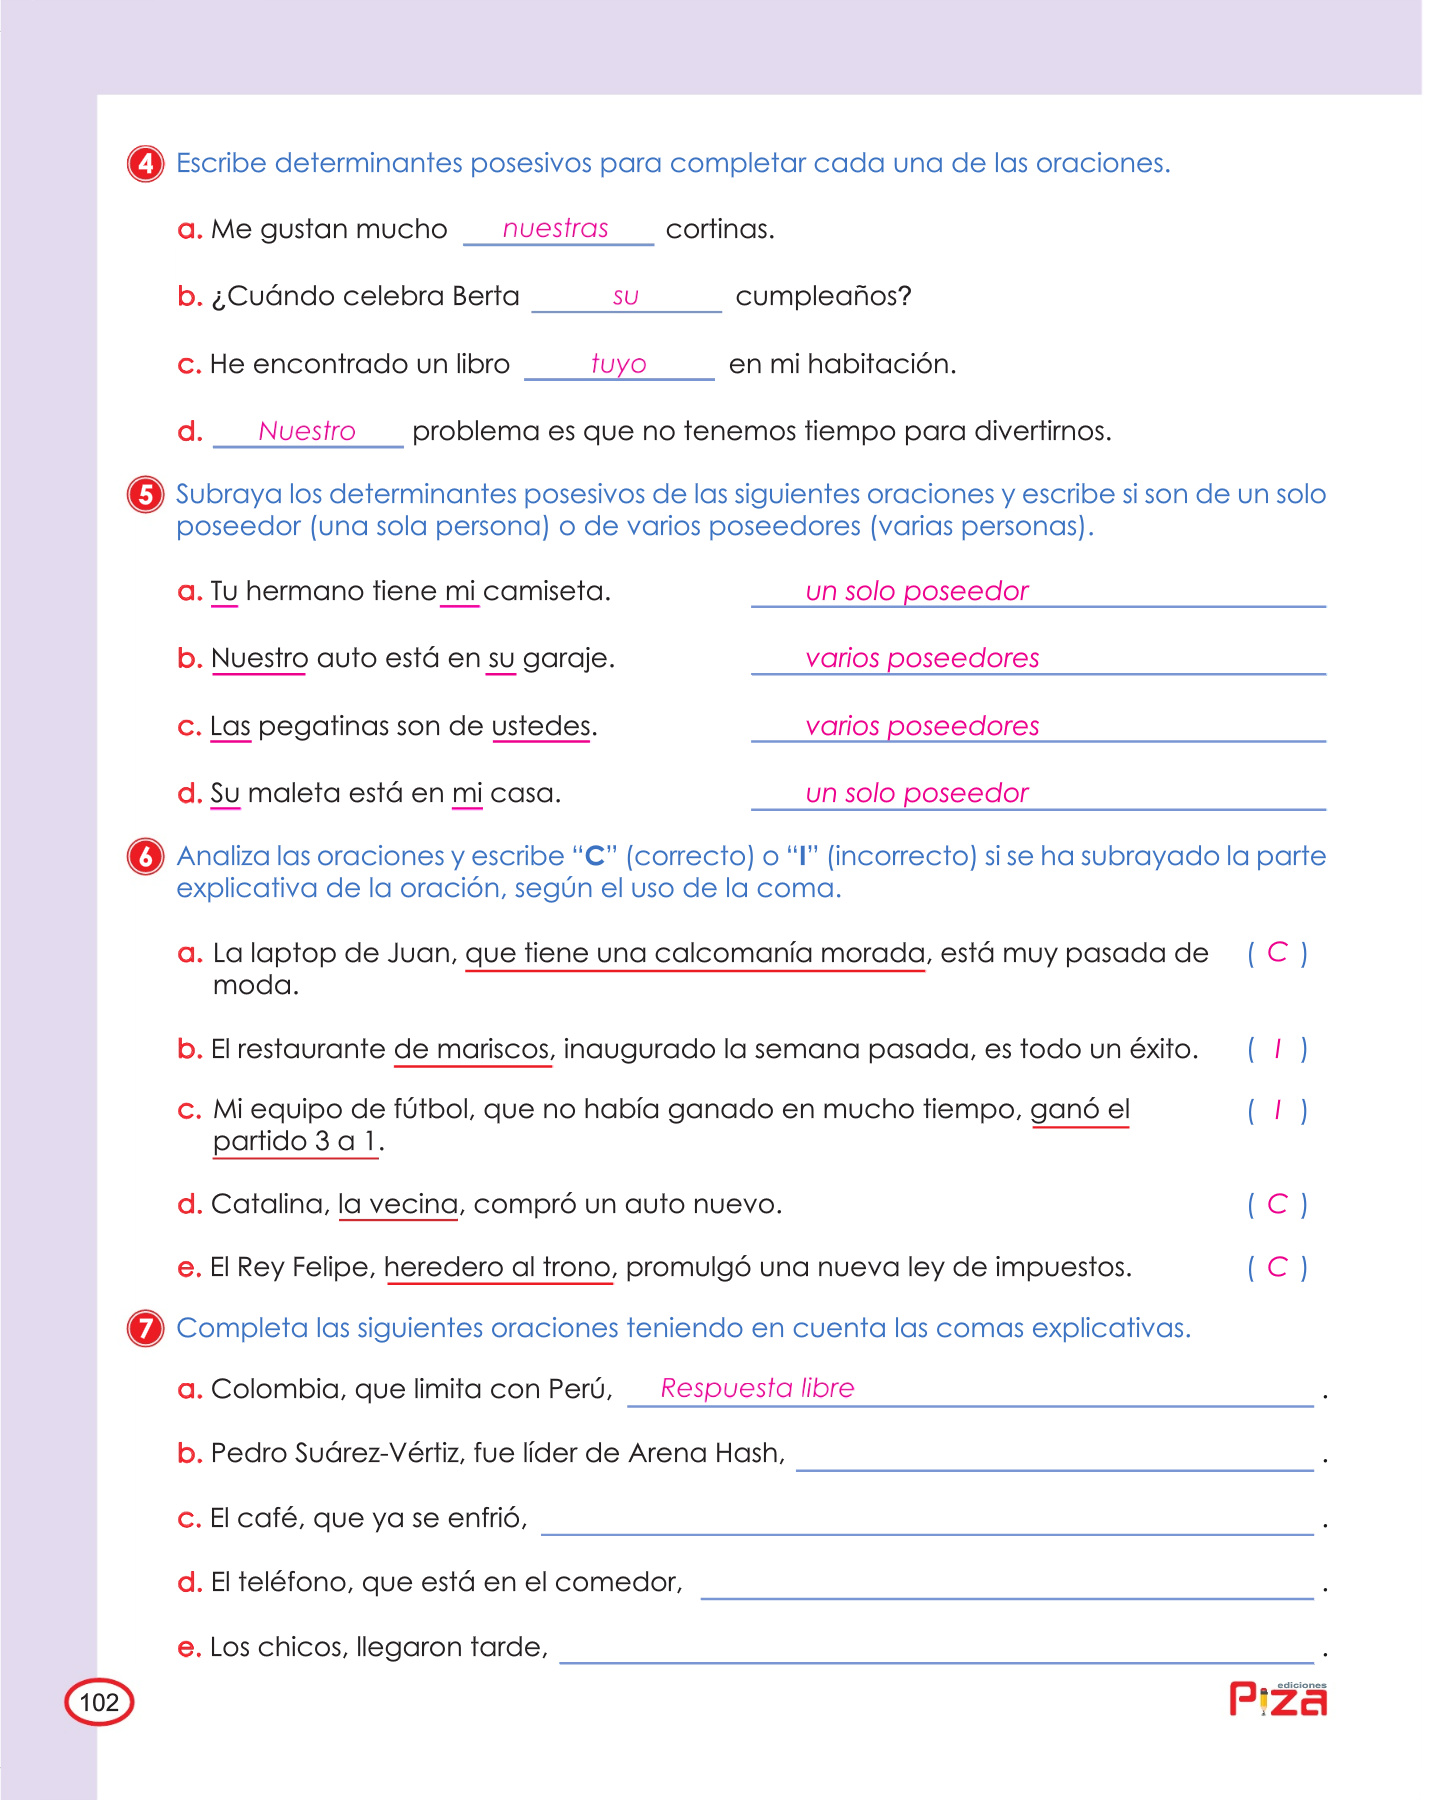 4 Escribe determinantes posesivos para completar cada una de las oraciones.
a. Me gustan mucho nuestras cortinas.
b. ¿Cuándo celebra Berta su cumpleaños?
c. He encontrado un libro tuyo en mi habitación.
d. Nuestro problema es que no tenemos tiempo para divertirnos.
5 Subraya los determinantes posesivos de las siguientes oraciones y escribe si son de un solo
poseedor (una sola persona) o de varios poseedores (varias personas).
a. Tu hermano tiene mi camiseta. un solo poseedor
b. Nuestro auto está en su garaje. varios poseedores
c. Las pegatinas son de ustedes. varios poseedores
d. Su maleta está en mi casa. un solo poseedor
6 Analiza las oraciones y escribe “C” (correcto) o “I” (incorrecto) si se ha subrayado la parte
explicativa de la oración, según el uso de la coma.
a. La laptop de Juan, que tiene una calcomanía morada, está muy pasada de ( C )
moda.
b. El restaurante de mariscos, inaugurado la semana pasada, es todo un éxito. ( I )
c. Mi equipo de fútbol, que no había ganado en mucho tiempo, ganó el ( I )
partido 3 a 1.
d. Catalina, la vecina, compró un auto nuevo. ( C )
e. El Rey Felipe, heredero al trono, promulgó una nueva ley de impuestos. ( C )
7 Completa las siguientes oraciones teniendo en cuenta las comas explicativas.
a. Colombia, que limita con Perú, Respuesta libre .
b. Pedro Suárez-Vértiz, fue líder de Arena Hash, .
c. El café, que ya se enfrió, .
d. El teléfono, que está en el comedor, .
e. Los chicos, llegaron tarde, .
ediciones
102 Piza